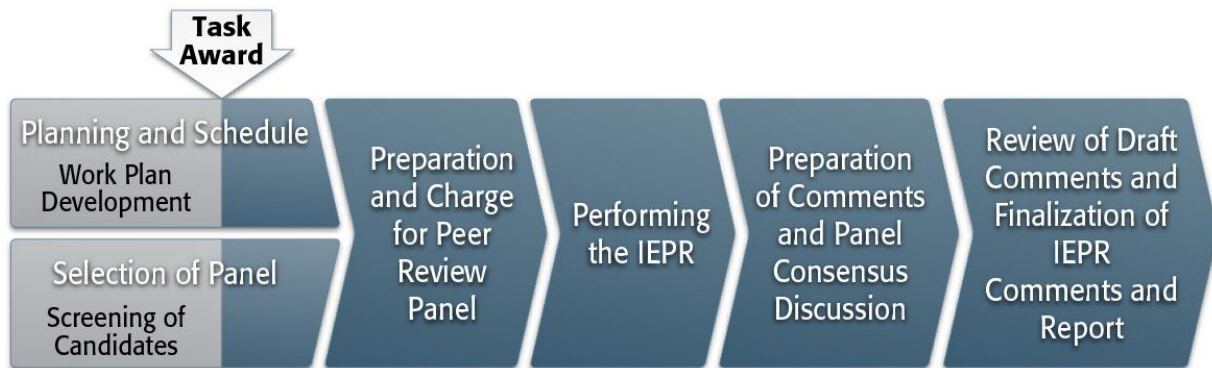 Task
Award
Planning and Schedule
Work Plan
Development
Selection of Panel
Screening of
Candidates
Preparation
and Charge
for Peer
Review
Panel
Performing
the IEPR
Preparation
of Comments
and Panel
Consensus
Discussion
Review of Draft
Comments and
Finalization of
IEPR
Comments and
Report